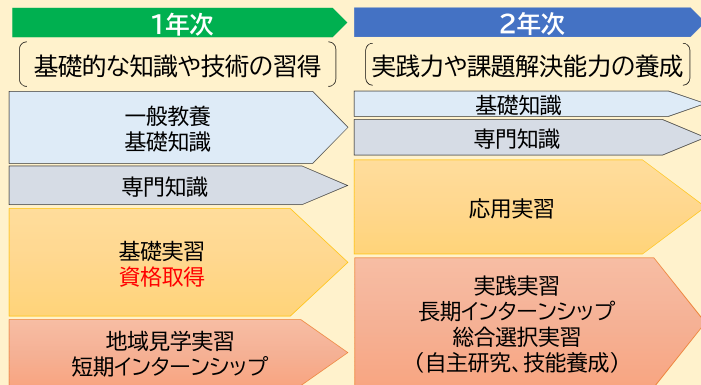 1年次
2年次
基礎的な知識や技術の習得
実践力や課題解決能力の養成
一般教養
基礎知識
専門知識
基礎実習
資格取得
地域見学実習
短期インターンシップ
基礎知識
専門知識
応用実習
実践実習
長期インターンシップ
総合選択実習
（自主研究、技能養成）